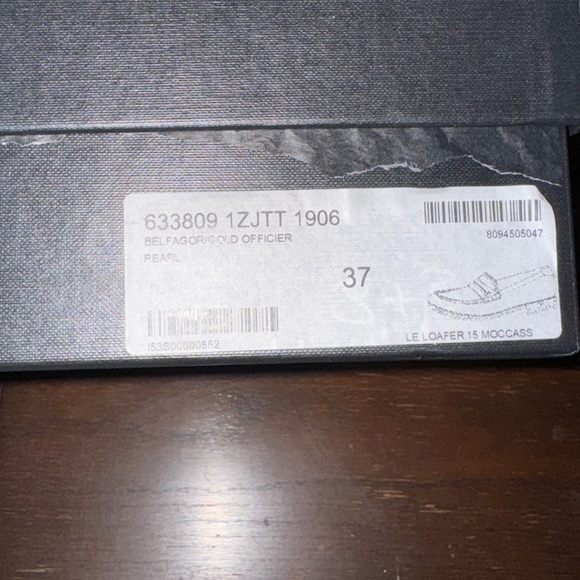 633809 1ZJTT 1906
BELFAGOR/GOLD OFFICIER
PEARL
37
8094505047
LE LOAFER 15 MOCCASS